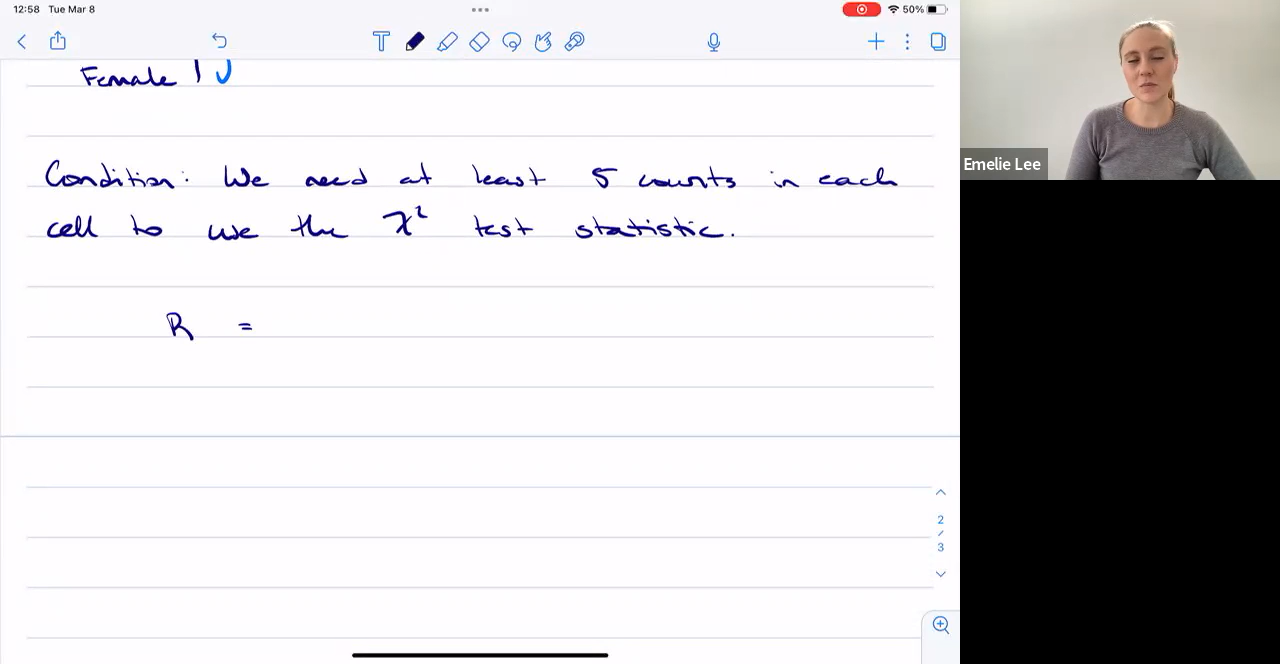 12:58 Tue Mar 8
50%
Female
Condition: We need at least 5 counts in each
cell to use the χ² test statistic.
R =
2
/
3
Emelie Lee